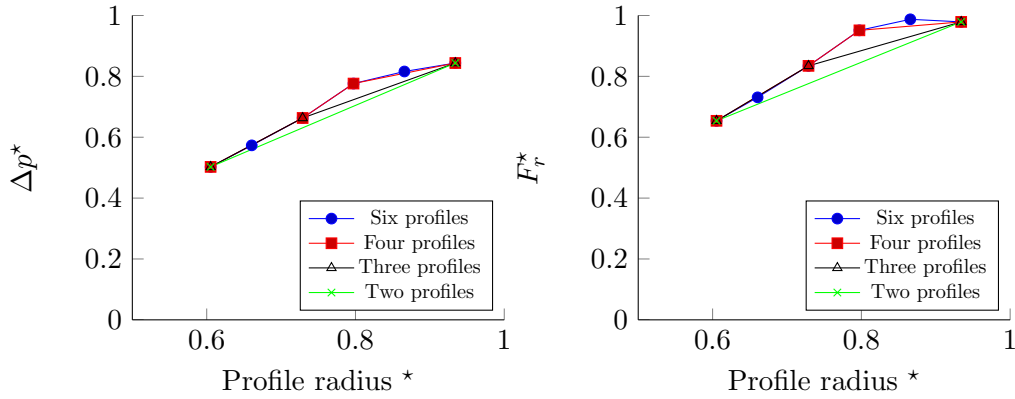 1
0.8
0.6
0.4
0.2
0
0.6
0.8
1
Δp⋆
Profile radius ⋆
Six profiles
Four profiles
Three profiles
Two profiles
1
0.8
0.6
0.4
0.2
0
0.6
0.8
1
F⋆r
Profile radius ⋆
Six profiles
Four profiles
Three profiles
Two profiles